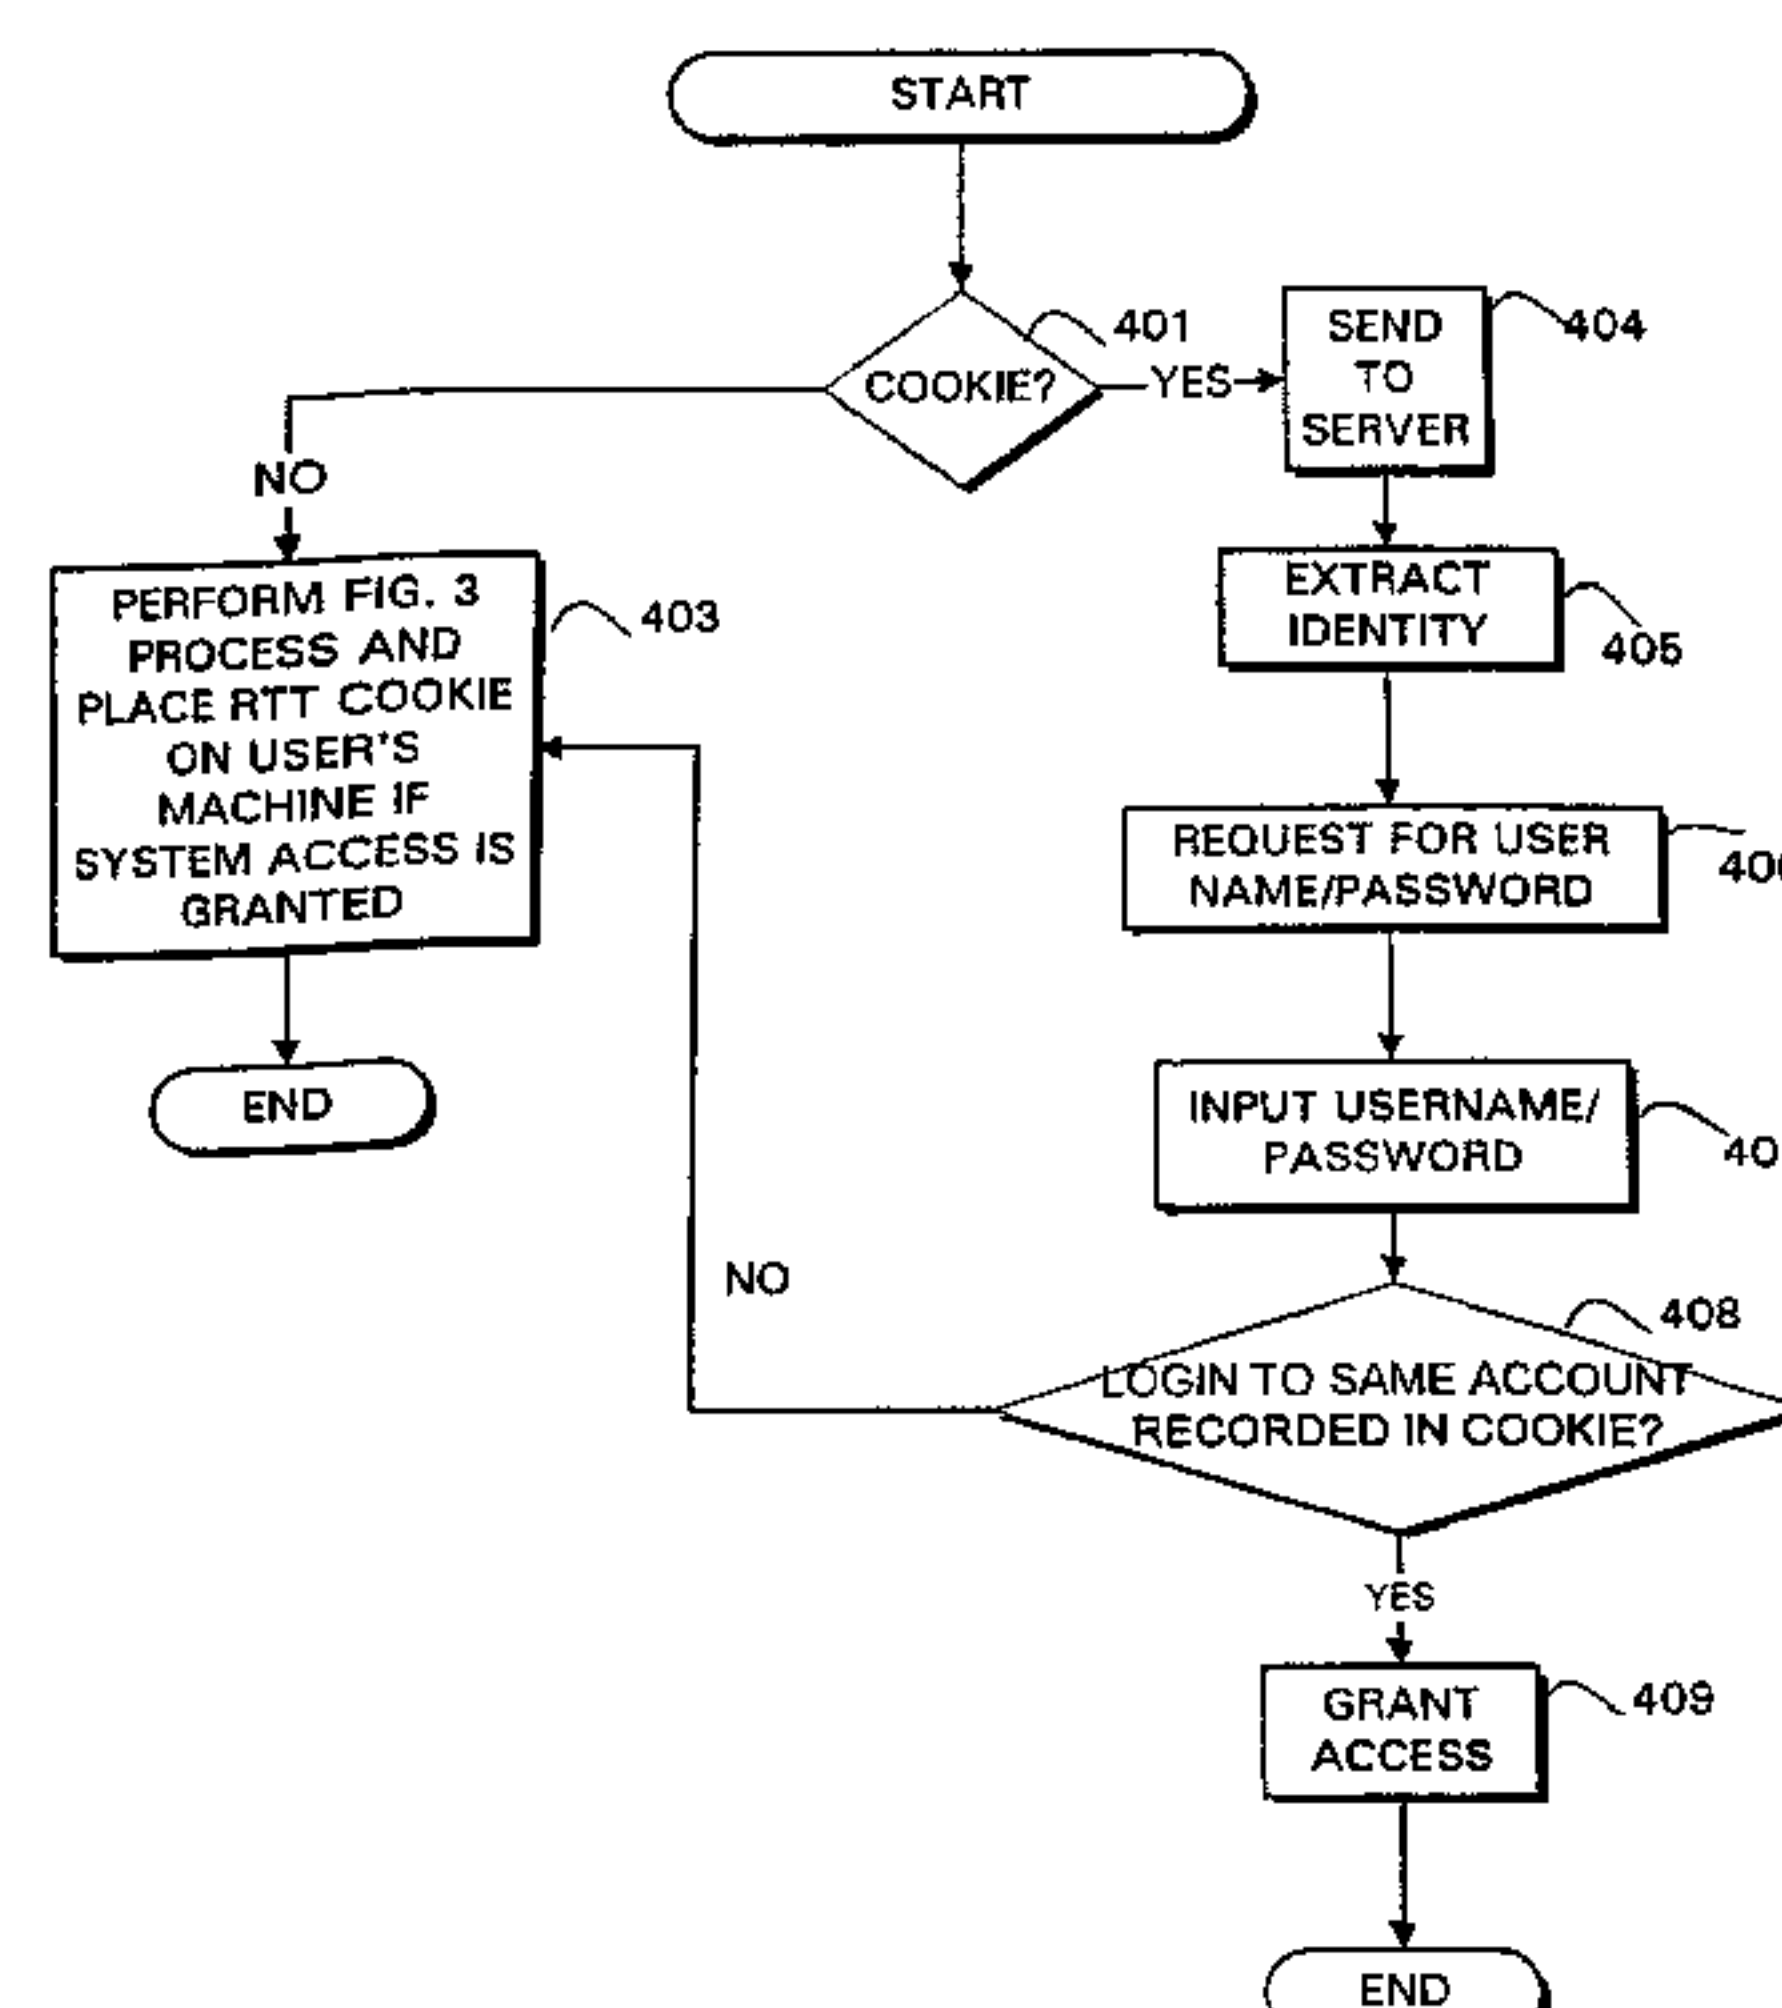 START
401
COOKIE?
YES
SEND
TO
SERVER
404
NO
PERFORM FIG. 3
PROCESS AND
PLACE RTT COOKIE
ON USER'S
MACHINE IF
SYSTEM ACCESS IS
GRANTED
403
END
EXTRACT
IDENTITY
405
REQUEST FOR USER
NAME/PASSWORD
INPUT USERNAME/
PASSWORD
NO
408
LOGIN TO SAME ACCOUNT
RECORDED IN COOKIE?
YES
GRANT
ACCESS
409
END